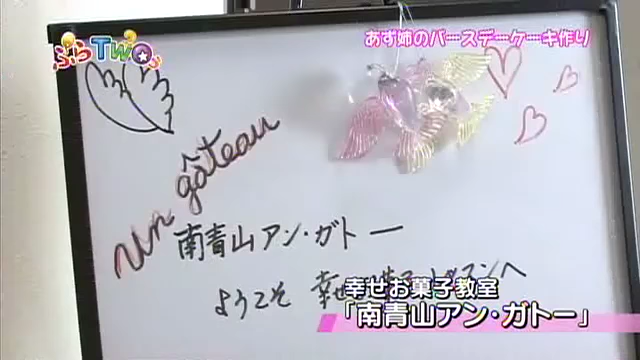 ぷらTWO
あず姉のバースデーケーキ作り
un gâteau
南青山アン・ガトー
ようこそ 幸せ
幸せお菓子教室
「南青山アン・ガトー」